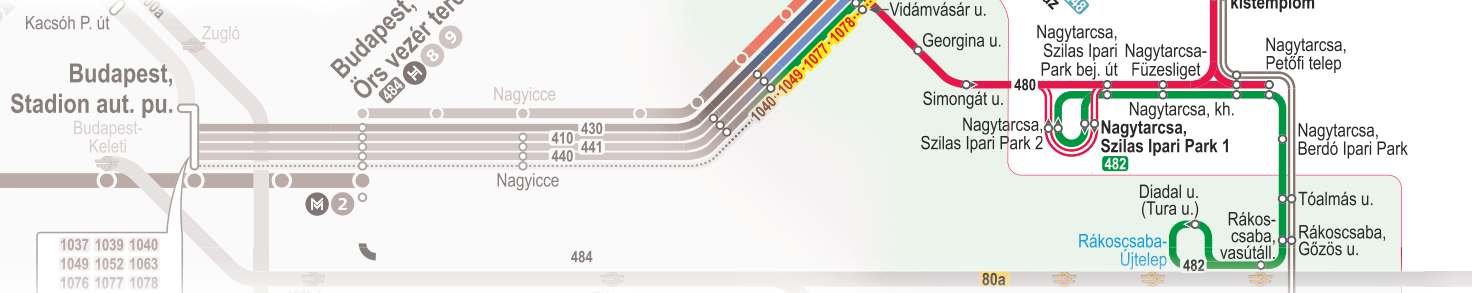 Kacsóh P. út
80a
Zugló
Budapest,
Stadion aut. pu.
Budapest-
Keleti
1037 1039 1040
1049 1052 1063
1076 1077 1078
M 2
Budapest,
Örs vezér tere
484 H 8 9
Nagyicce
430
410
441
440
Nagyicce
484
1040 · 1049 · 1077 · 1078
Vidámvásár u.
Georgina u.
Simongát u.
480
Nagytarcsa,
Szilas Ipari
Park bej. út
Nagytarcsa-
Füzesliget
kistemplom
Nagytarcsa,
Petőfi telep
Nagytarcsa, kh.
Nagytarcsa,
Szilas Ipari Park 2
Nagytarcsa,
Szilas Ipari Park 1
482
Nagytarcsa,
Berdó Ipari Park
Diadal u.
(Tura u.)
Tóalmás u.
Rákos-
csaba,
vasútáll.
Rákoscsaba,
Gőzös u.
Rákoscsaba-
Újtelep
482
80a